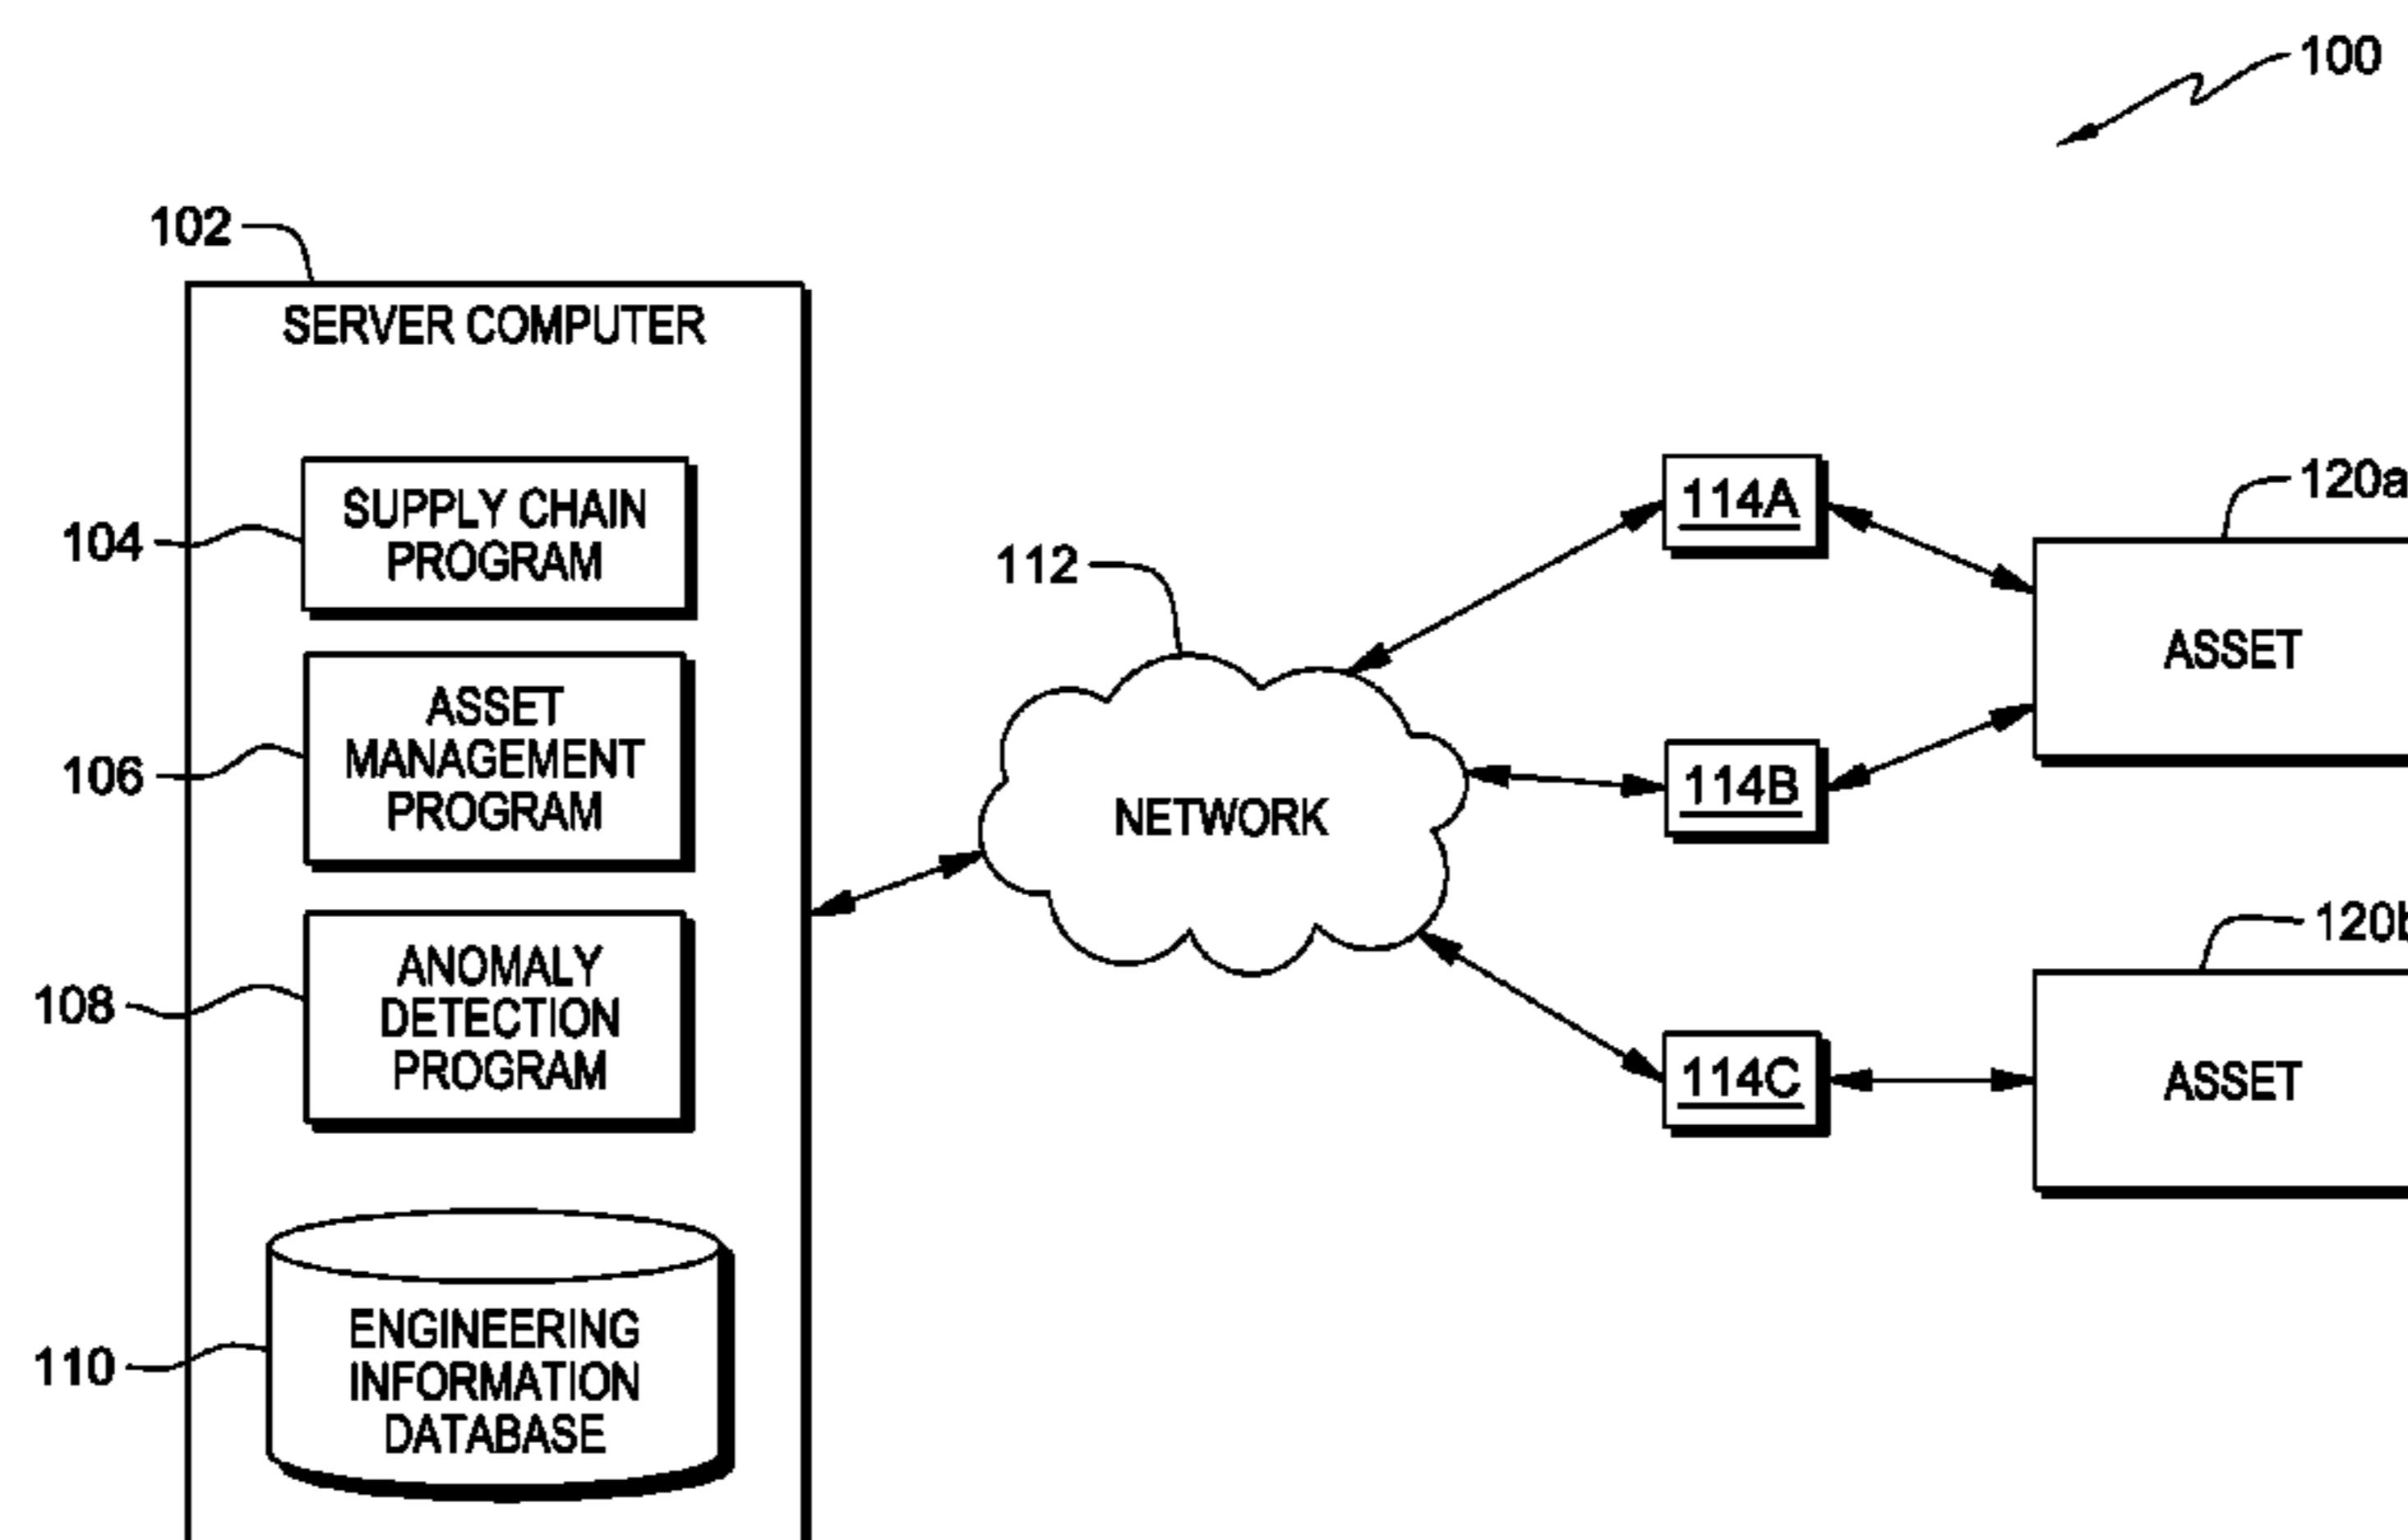 100
102
SERVER COMPUTER
104
SUPPLY CHAIN
PROGRAM
106
ASSET
MANAGEMENT
PROGRAM
108
ANOMALY
DETECTION
PROGRAM
110
ENGINEERING
INFORMATION
DATABASE
112
NETWORK
114A
114B
114C
120a
ASSET
120b
ASSET